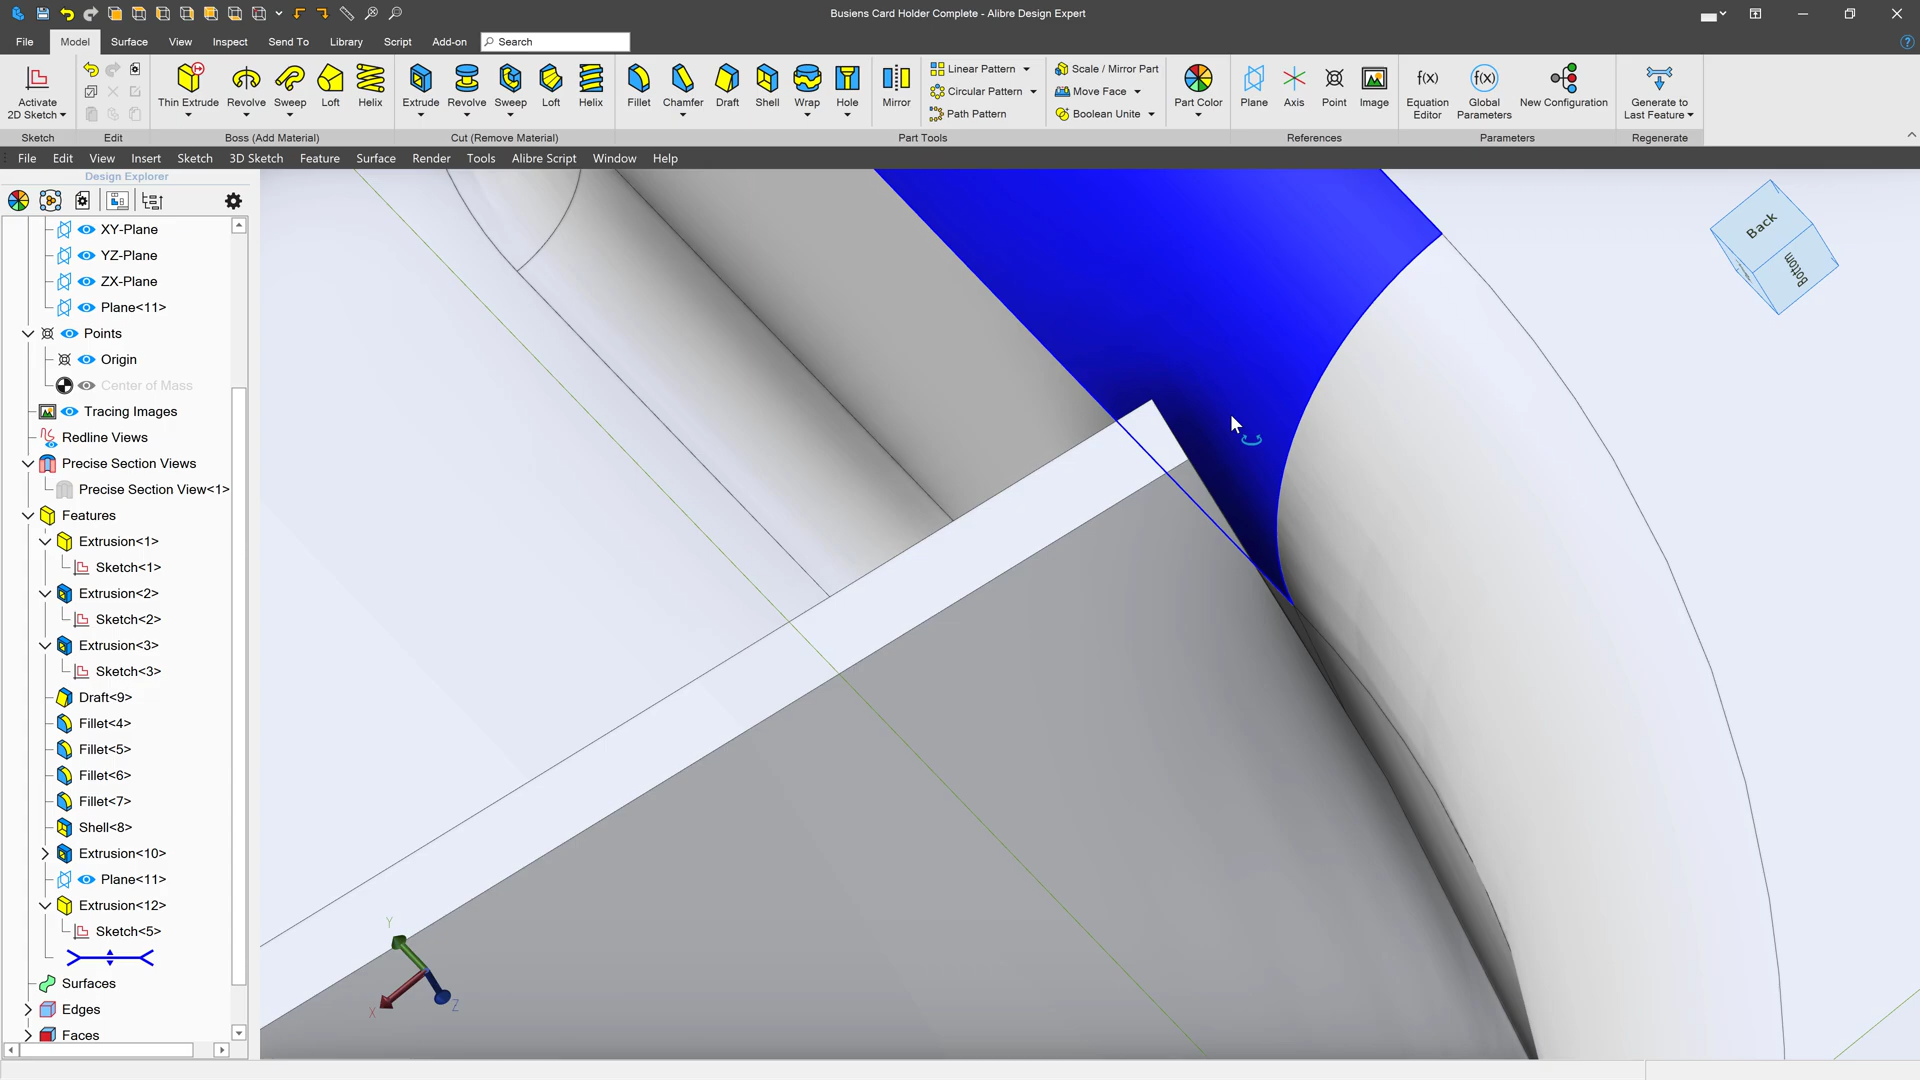 Busiens Card Holder Complete - Alibre Design Expert
File Model Surface View Inspect Send To Library Script Add-on Search
Activate 2D Sketch Thin Extrude Revolve Sweep Loft Helix Extrude Revolve Sweep Loft Helix Fillet Chamfer Draft Shell Wrap Hole Mirror Linear Pattern Circular Pattern Path Pattern Scale / Mirror Part Move Face Boolean Unite Part Color Plane Axis Point Image Equation Editor Global Parameters New Configuration Generate to Last Feature
Sketch Edit Boss (Add Material) Cut (Remove Material) Part Tools References Parameters Regenerate
File Edit View Insert Sketch 3D Sketch Feature Surface Render Tools Alibre Script Window Help
Design Explorer
XY-Plane
YZ-Plane
ZX-Plane
Plane<11>
Points
Origin
Center of Mass
Tracing Images
Redline Views
Precise Section Views
Precise Section View<1>
Features
Extrusion<1>
Sketch<1>
Extrusion<2>
Sketch<2>
Extrusion<3>
Sketch<3>
Draft<9>
Fillet<4>
Fillet<5>
Fillet<6>
Fillet<7>
Shell<8>
Extrusion<10>
Plane<11>
Extrusion<12>
Sketch<5>
Surfaces
Edges
Faces
Back
Bottom
Y
X
Z